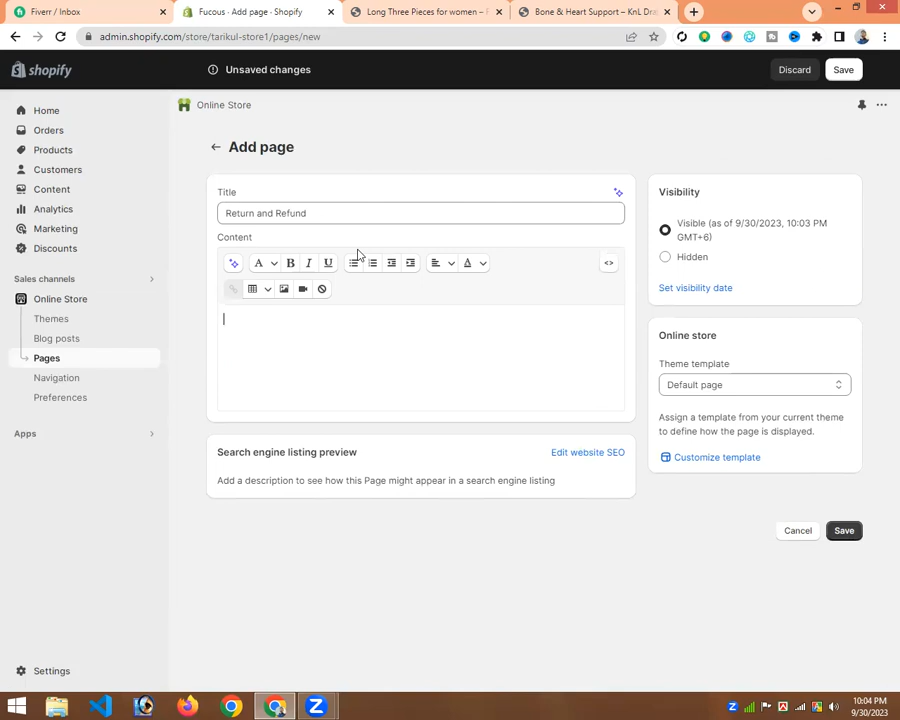 Fiverr / Inbox
Fucous · Add page · Shopify
Long Three Pieces for women – F
Bone & Heart Support – KnL Dra
admin.shopify.com/store/tarikul-store1/pages/new
shopify
Unsaved changes
Discard
Save
Home
Orders
Products
Customers
Content
Analytics
Marketing
Discounts
Sales channels
Online Store
Themes
Blog posts
Pages
Navigation
Preferences
Apps
Settings
Online Store
Add page
Title
Return and Refund
Content
A
B
I
U
A
<>
Search engine listing preview
Edit website SEO
Add a description to see how this Page might appear in a search engine listing
Visibility
Visible (as of 9/30/2023, 10:03 PM
GMT+6)
Hidden
Set visibility date
Online store
Theme template
Default page
Assign a template from your current theme
to define how the page is displayed.
Customize template
Cancel
Save
10:04 PM
9/30/2023